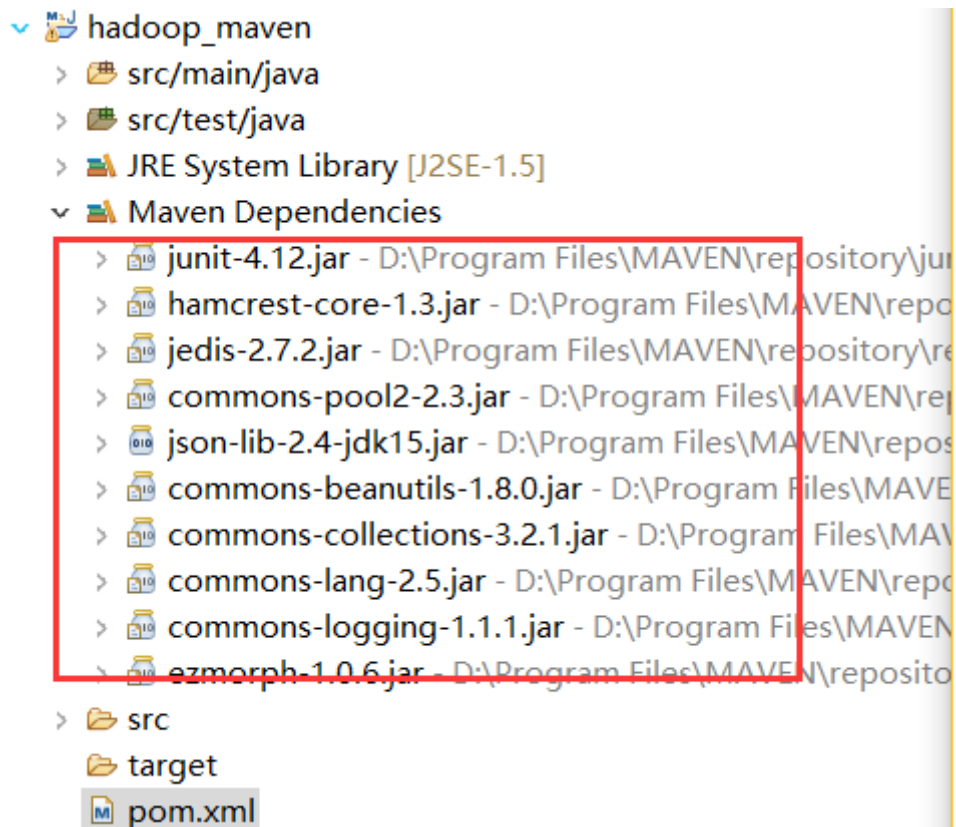 hadoop_maven
src/main/java
src/test/java
JRE System Library [J2SE-1.5]
Maven Dependencies
junit-4.12.jar - D:\Program Files\MAVEN\repository\ju
hamcrest-core-1.3.jar - D:\Program Files\MAVEN\repo
jedis-2.7.2.jar - D:\Program Files\MAVEN\repository\re
commons-pool2-2.3.jar - D:\Program Files\MAVEN\rep
json-lib-2.4-jdk15.jar - D:\Program Files\MAVEN\repos
commons-beanutils-1.8.0.jar - D:\Program Files\MAVE
commons-collections-3.2.1.jar - D:\Program Files\MAV
commons-lang-2.5.jar - D:\Program Files\MAVEN\repo
commons-logging-1.1.1.jar - D:\Program Files\MAVEN
ezmorph-1.0.6.jar - D:\Program Files\MAVEN\reposito
src
target
pom.xml